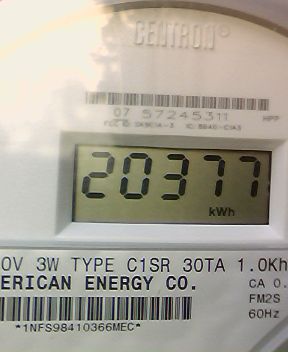 CENTRON®
07 57245311 HPP
20377
kWh
0V 3W TYPE C1SR 30TA 1.0Kh
ERICAN ENERGY CO. CA 0.
FM2S
60Hz
*1NFS98410366MEC*